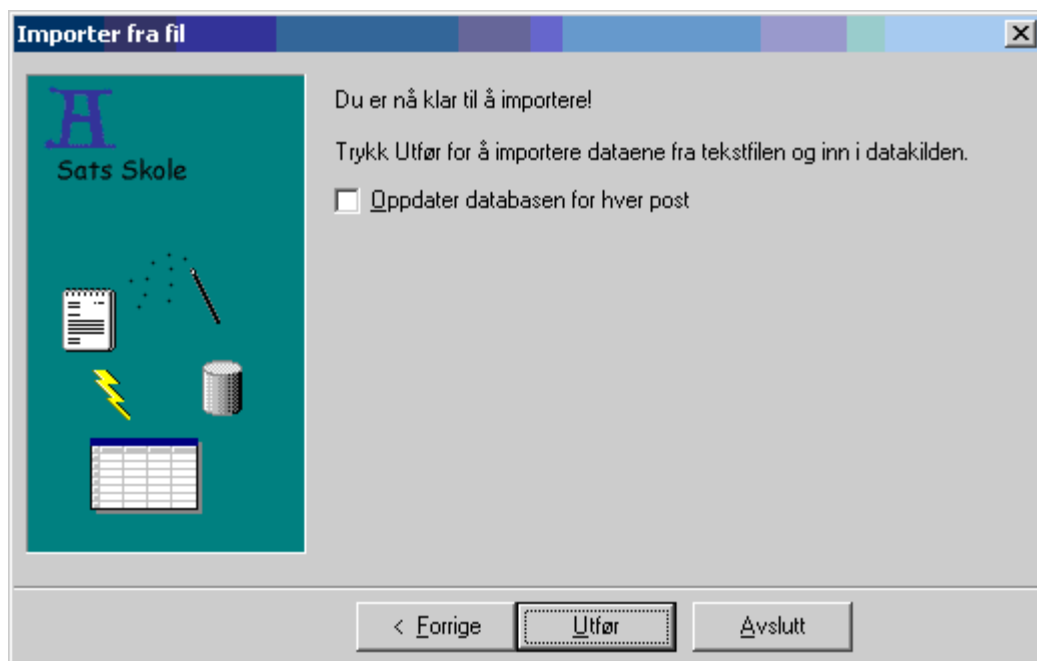 Importer fra fil
A
Sats Skole
Du er nå klar til å importere!
Trykk Utfør for å importere dataene fra tekstfilen og inn i datakilden.
Oppdater databasen for hver post
< Forrige
Utfør
Avslutt